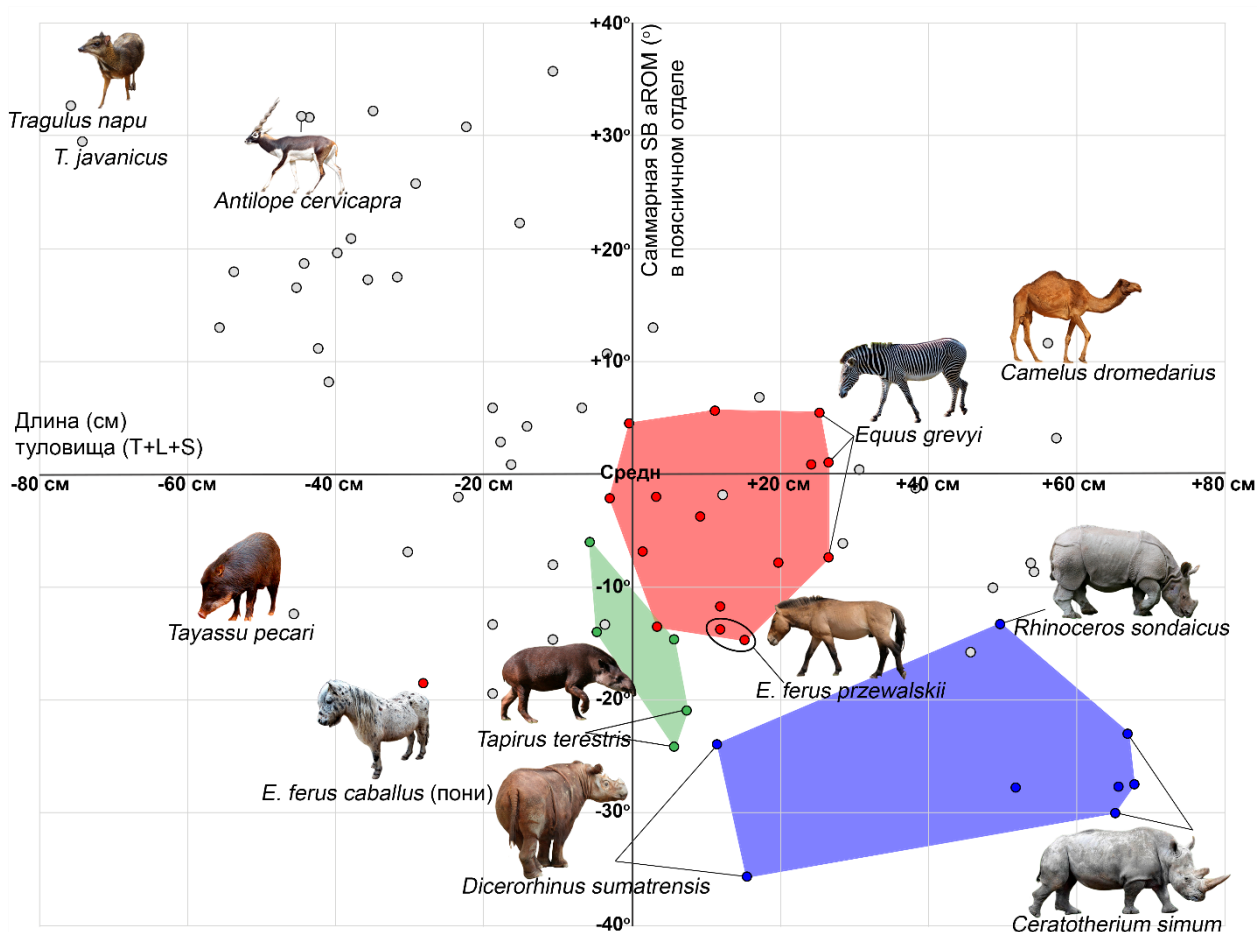 +40°
Саммарная SB aROM (°)
в поясничном отделе
Tragulus napu
+30°
T. javanicus
Antilope cervicapra
+20°
+10°
Camelus dromedarius
Длина (см)
туловища (T+L+S)
Equus grevyi
Средн
-80 см
-60 см
-40 см
-20 см
+20 см
+40 см
+60 см
+80 см
-10°
Tayassu pecari
Rhinoceros sondaicus
E. ferus przewalskii
-20°
Tapirus terestris
E. ferus caballus (пони)
-30°
Dicerorhinus sumatrensis
Ceratotherium simum
-40°